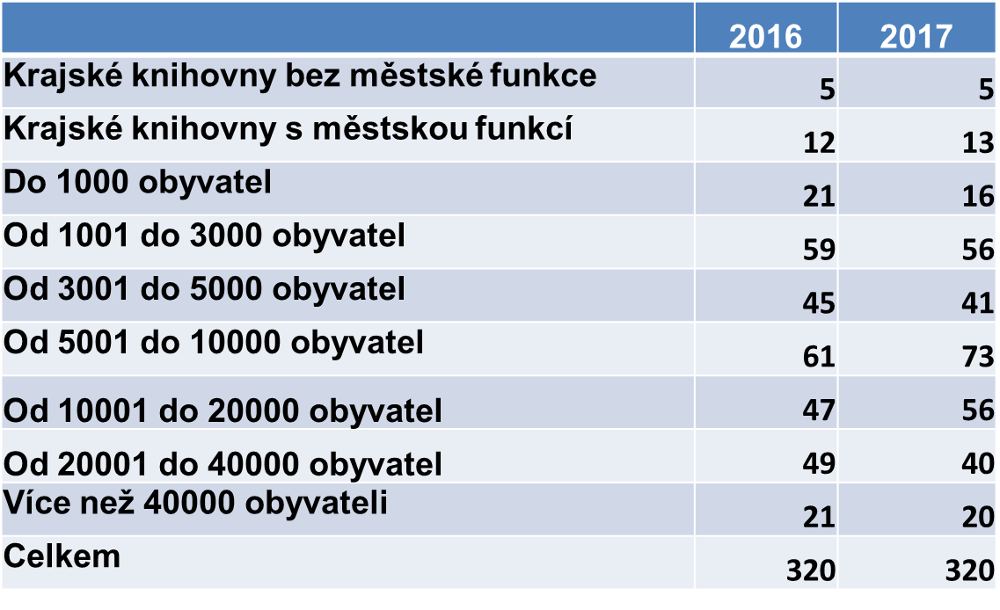 2016 2017
Krajské knihovny bez městské funkce 5 5
Krajské knihovny s městskou funkcí 12 13
Do 1000 obyvatel 21 16
Od 1001 do 3000 obyvatel 59 56
Od 3001 do 5000 obyvatel 45 41
Od 5001 do 10000 obyvatel 61 73
Od 10001 do 20000 obyvatel 47 56
Od 20001 do 40000 obyvatel 49 40
Více než 40000 obyvateli 21 20
Celkem 320 320